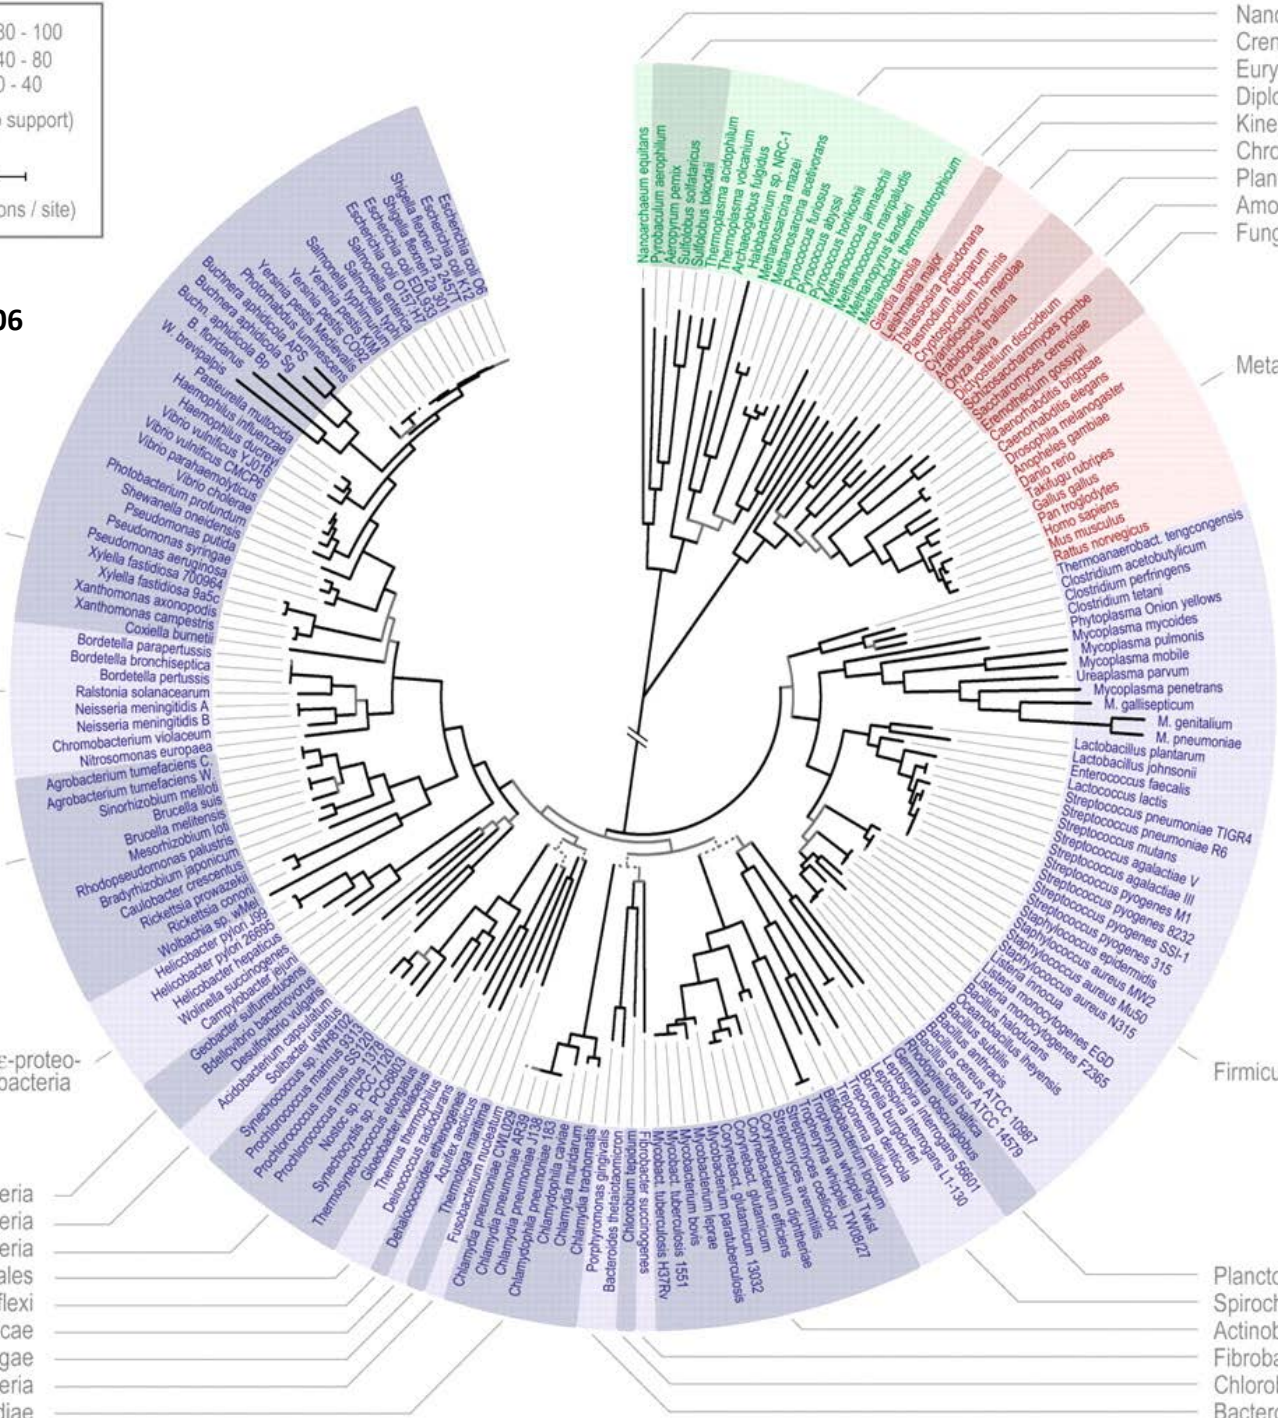 80 - 100
40 - 80
0 - 40
support)
ons / site)
06
Nanc
Cren
Eury
Diplo
Kine
Chro
Plan
Amo
Fung
Meta
Firmicu
Plancto
Spiroch
Actinob
Fibroba
Chlorob
Bactero
ε-proteo-
bacteria
eria
eria
eria
ales
flexi
cae
gae
eria
diae
Nanoarchaeum equitans
Pyrobaculum aerophilum
Aeropyrum pernix
Sulfolobus solfataricus
Sulfolobus tokodaii
Thermoplasma acidophilum
Thermoplasma volcanium
Archaeoglobus fulgidus
Halobacterium sp. NRC-1
Methanosarcina mazei
Methanosarcina acetivorans
Pyrococcus furiosus
Pyrococcus abyssi
Pyrococcus horikoshii
Methanococcus jannaschii
Methanococcus maripaludis
Methanopyrus kandleri
Methanobact. thermautotrophicum
Giardia lamblia
Leishmania major
Thalassiosira pseudonana
Plasmodium falciparum
Cryptosporidium hominis
Cyanidioschyzon merolae
Arabidopsis thaliana
Oryza sativa
Dictyostelium discoideum
Schizosaccharomyces pombe
Saccharomyces cerevisiae
Eremothecium gossypii
Caenorhabditis briggsae
Caenorhabditis elegans
Drosophila melanogaster
Anopheles gambiae
Danio rerio
Takifugu rubripes
Gallus gallus
Pan troglodytes
Homo sapiens
Mus musculus
Rattus norvegicus
Thermoanaerobact. tengcongensis
Clostridium acetobutylicum
Clostridium perfringens
Clostridium tetani
Phytoplasma Onion yellows
Mycoplasma mycoides
Mycoplasma pulmonis
Mycoplasma mobile
Ureaplasma parvum
Mycoplasma penetrans
M. gallisepticum
M. genitalium
M. pneumoniae
Lactobacillus plantarum
Lactobacillus johnsonii
Enterococcus faecalis
Lactococcus lactis
Streptococcus pneumoniae TIGR4
Streptococcus pneumoniae R6
Streptococcus mutans
Streptococcus agalactiae V
Streptococcus agalactiae III
Streptococcus pyogenes M1
Streptococcus pyogenes 8232
Streptococcus pyogenes SSI-1
Streptococcus pyogenes 315
Staphylococcus epidermidis
Staphylococcus aureus MW2
Staphylococcus aureus Mu50
Staphylococcus aureus N315
Listeria innocua
Listeria monocytogenes EGD
Listeria monocytogenes F2365
Bacillus halodurans
Oceanobacillus iheyensis
Bacillus subtilis
Bacillus anthracis
Bacillus cereus ATCC 10987
Bacillus cereus ATCC 14579
Rhodopirellula baltica
Gemmata obscuriglobus
Leptospira interrogans 56601
Leptospira interrogans L1-130
Borrelia burgdorferi
Treponema denticola
Treponema pallidum
Bifidobacterium longum
Tropheryma whipplei Twist
Tropheryma whipplei TW08/27
Streptomyces coelicolor
Streptomyces avermitilis
Corynebacterium diphtheriae
Corynebacterium efficiens
Corynebact. glutamicum
Corynebact. glutamicum 13032
Mycobacterium paratuberculosis
Mycobacterium leprae
Mycobacterium bovis
Mycobact. tuberculosis 1551
Mycobact. tuberculosis H37Rv
Fibrobacter succinogenes
Chlorobium tepidum
Bacteroides thetaiotaomicron
Porphyromonas gingivalis
Chlamydia trachomatis
Chlamydia muridarum
Chlamydophila caviae
Chlamydophila pneumoniae 183
Chlamydia pneumoniae J138
Chlamydia pneumoniae AR39
Chlamydia pneumoniae CWL029
Fusobacterium nucleatum
Thermotoga maritima
Aquifex aeolicus
Dehalococcoides ethenogenes
Deinococcus radiodurans
Thermus thermophilus
Gloeobacter violaceus
Thermosynechococcus elongatus
Synechocystis sp. PCC6803
Nostoc sp. PCC 7120
Prochlorococcus marinus 1378
Prochlorococcus marinus SS120
Prochlorococcus marinus 9313
Synechococcus sp. WH8102
Solibacter usitatus
Acidobacterium capsulatum
Desulfovibrio vulgaris
Bdellovibrio bacteriovorus
Geobacter sulfurreducens
Campylobacter jejuni
Wolinella succinogenes
Helicobacter hepaticus
Helicobacter pylori 26695
Helicobacter pylori J99
Wolbachia sp. wMel
Rickettsia conorii
Rickettsia prowazekii
Caulobacter crescentus
Bradyrhizobium japonicum
Rhodopseudomonas palustris
Mesorhizobium loti
Brucella melitensis
Brucella suis
Sinorhizobium meliloti
Agrobacterium tumefaciens W
Agrobacterium tumefaciens C
Nitrosomonas europaea
Chromobacterium violaceum
Neisseria meningitidis B
Neisseria meningitidis A
Ralstonia solanacearum
Bordetella pertussis
Bordetella bronchiseptica
Bordetella parapertussis
Coxiella burnetii
Xanthomonas campestris
Xanthomonas axonopodis
Xylella fastidiosa 9a5c
Xylella fastidiosa 700964
Pseudomonas aeruginosa
Pseudomonas syringae
Pseudomonas putida
Shewanella oneidensis
Photobacterium profundum
Vibrio cholerae
Vibrio parahaemolyticus
Vibrio vulnificus CMCP6
Vibrio vulnificus YJ016
Haemophilus ducreyi
Haemophilus influenzae
Pasteurella multocida
W. brevipalpis
B. floridanus
Buchn. aphidicola Bp
Buchnera aphidicola APS
Buchnera aphidicola Sg
Photorhabdus luminescens
Yersinia pestis Medievalis
Yersinia pestis KIM
Yersinia pestis CO92
Salmonella typhimurium
Salmonella typhi
Salmonella enterica
Escherichia coli O157:H7
Escherichia coli EDL933
Shigella flexneri 2a 301
Shigella flexneri 2a 2457T
Escherichia coli K12
Escherichia coli O6